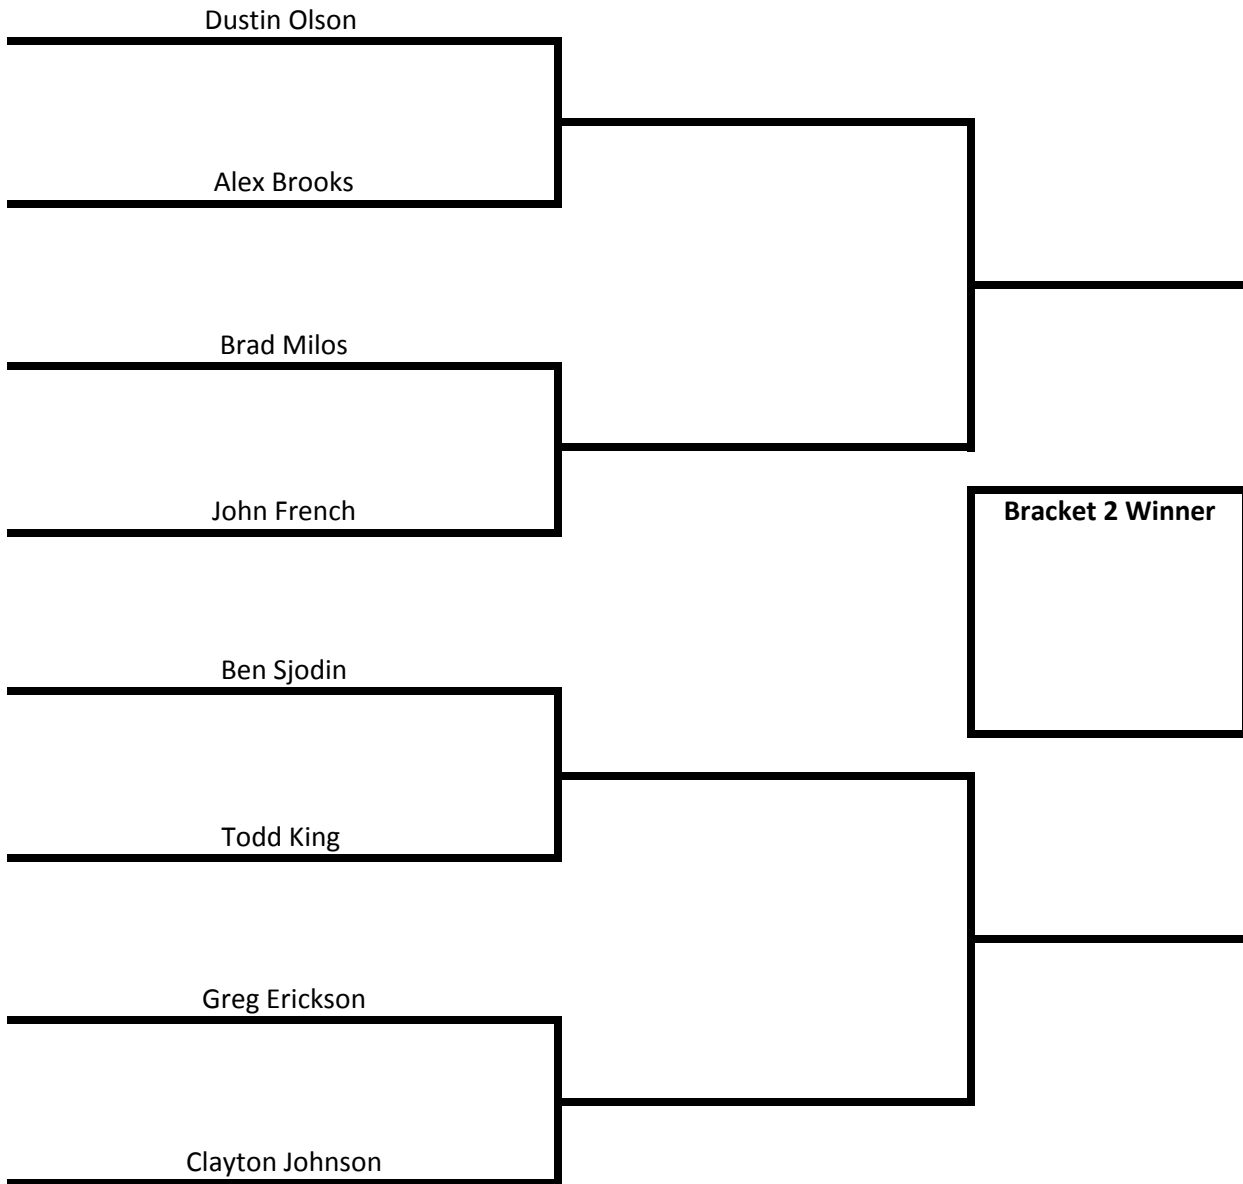 Dustin Olson
Alex Brooks
Brad Milos
John French
Bracket 2 Winner
Ben Sjodin
Todd King
Greg Erickson
Clayton Johnson